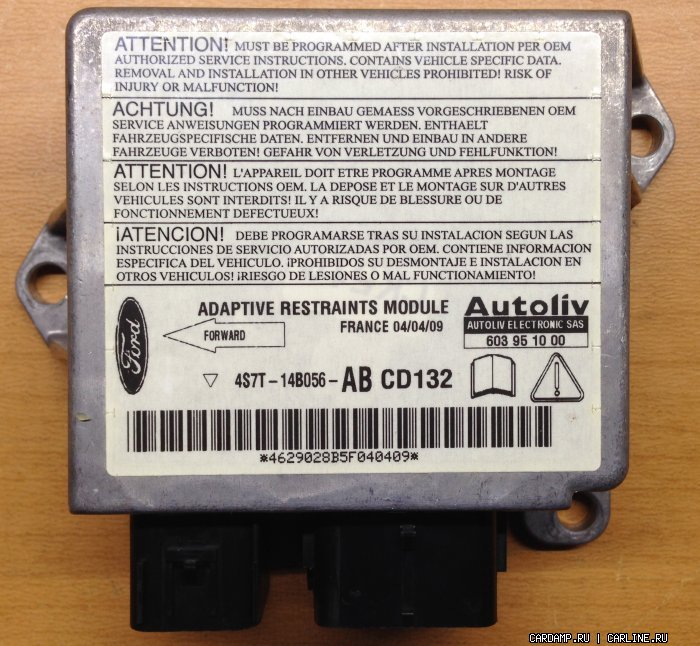 ATTENTION! MUST BE PROGRAMMED AFTER INSTALLATION PER OEM
AUTHORIZED SERVICE INSTRUCTIONS. CONTAINS VEHICLE SPECIFIC DATA.
REMOVAL AND INSTALLATION IN OTHER VEHICLES PROHIBITED! RISK OF
INJURY OR MALFUNCTION!
ACHTUNG! MUSS NACH EINBAU GEMAESS VORGESCHRIEBENEN OEM
SERVICE ANWEISUNGEN PROGRAMMIERT WERDEN. ENTHAELT
FAHRZEUGSPEZIFISCHE DATEN. ENTFERNEN UND EINBAU IN ANDERE
FAHRZEUGE VERBOTEN! GEFAHR VON VERLETZUNG UND FEHLFUNKTION!
ATTENTION! L'APPAREIL DOIT ETRE PROGRAMME APRES MONTAGE
SELON LES INSTRUCTIONS OEM. LA DEPOSE ET LE MONTAGE SUR D'AUTRES
VEHICULES SONT INTERDITS! IL Y A RISQUE DE BLESSURE OU DE
FONCTIONNEMENT DEFECTUEUX!
¡ATENCION! DEBE PROGRAMARSE TRAS SU INSTALACION SEGUN LAS
INSTRUCCIONES DE SERVICIO AUTORIZADAS POR OEM. CONTIENE INFORMACION
ESPECIFICA DEL VEHICULO. ¡PROHIBIDOS SU DESMONTAJE E INSTALACION EN
OTROS VEHICULOS! ¡RIESGO DE LESIONES O MAL FUNCIONAMIENTO!
Ford
FORWARD
ADAPTIVE RESTRAINTS MODULE
FRANCE 04/04/09
Autoliv
AUTOLIV ELECTRONIC SAS
603 95 10 00
4S7T-14B056-AB CD132
*4629028B5F040409*
CARDAMP.RU | CARLINE.RU